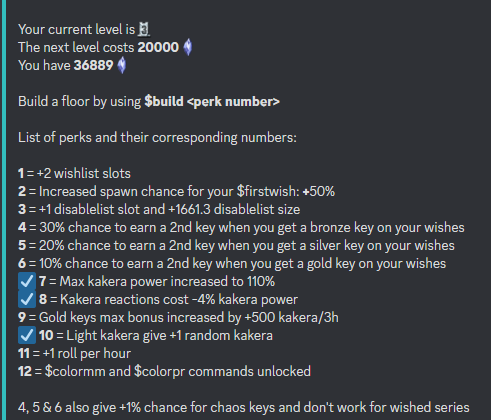 Your current level is 3
The next level costs 20000
You have 36889
Build a floor by using $build <perk number>
List of perks and their corresponding numbers:
1 = +2 wishlist slots
2 = Increased spawn chance for your $firstwish: +50%
3 = +1 disablelist slot and +1661.3 disablelist size
4 = 30% chance to earn a 2nd key when you get a bronze key on your wishes
5 = 20% chance to earn a 2nd key when you get a silver key on your wishes
6 = 10% chance to earn a 2nd key when you get a gold key on your wishes
7 = Max kakera power increased to 110%
8 = Kakera reactions cost -4% kakera power
9 = Gold keys max bonus increased by +500 kakera/3h
10 = Light kakera give +1 random kakera
11 = +1 roll per hour
12 = $colormm and $colorpr commands unlocked
4, 5 & 6 also give +1% chance for chaos keys and don't work for wished series